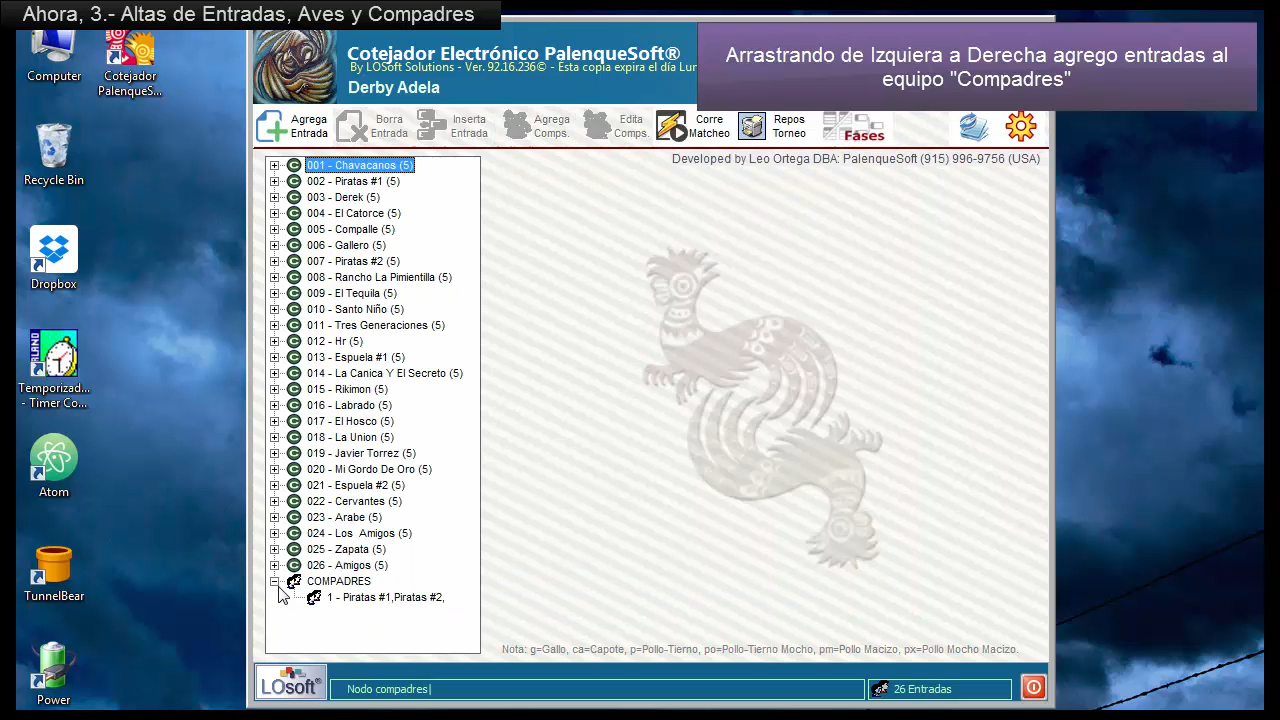 Ahora, 3.- Altas de Entradas, Aves y Compadres
Arrastrando de Izquiera a Derecha agrego entradas al
equipo "Compadres"
Computer
Cotejador
PalenqueS...
Recycle Bin
Dropbox
Temporizad...
- Timer Co...
Atom
TunnelBear
Power
Cotejador Electrónico PalenqueSoft®
By LOSoft Solutions - Ver. 92.16.236© - Esta copia expira el día Lun
Derby Adela
Agrega
Entrada
Borra
Entrada
Inserta
Entrada
Agrega
Comps.
Edita
Comps.
Corre
Matcheo
Repos
Torneo
Fases
Developed by Leo Ortega DBA: PalenqueSoft (915) 996-9756 (USA)
001 - Chavacanos (5)
002 - Piratas #1 (5)
003 - Derek (5)
004 - El Catorce (5)
005 - Compalle (5)
006 - Gallero (5)
007 - Piratas #2 (5)
008 - Rancho La Pimientilla (5)
009 - El Tequila (5)
010 - Santo Niño (5)
011 - Tres Generaciones (5)
012 - Hr (5)
013 - Espuela #1 (5)
014 - La Canica Y El Secreto (5)
015 - Rikimon (5)
016 - Labrado (5)
017 - El Hosco (5)
018 - La Union (5)
019 - Javier Torrez (5)
020 - Mi Gordo De Oro (5)
021 - Espuela #2 (5)
022 - Cervantes (5)
023 - Arabe (5)
024 - Los  Amigos (5)
025 - Zapata (5)
026 - Amigos (5)
COMPADRES
1 - Piratas #1,Piratas #2,
Nota: g=Gallo, ca=Capote, p=Pollo-Tierno, po=Pollo-Tierno Mocho, pm=Pollo Macizo, px=Pollo Mocho Macizo.
LOsoft
Nodo compadres|
26 Entradas